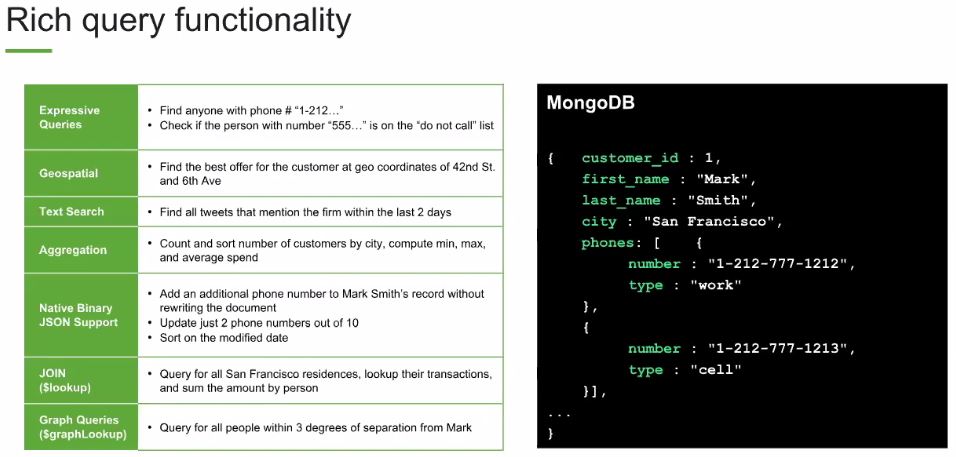 Rich query functionality
Expressive
Queries
• Find anyone with phone # “1-212…”
• Check if the person with number “555…” is on the “do not call” list
Geospatial
• Find the best offer for the customer at geo coordinates of 42nd St.
and 6th Ave
Text Search
• Find all tweets that mention the firm within the last 2 days
Aggregation
• Count and sort number of customers by city, compute min, max,
and average spend
Native Binary
JSON Support
• Add an additional phone number to Mark Smith’s record without
rewriting the document
• Update just 2 phone numbers out of 10
• Sort on the modified date
JOIN
($lookup)
• Query for all San Francisco residences, lookup their transactions,
and sum the amount by person
Graph Queries
($graphLookup)
• Query for all people within 3 degrees of separation from Mark
MongoDB
{ customer_id : 1,
first_name : "Mark",
last_name : "Smith",
city : "San Francisco",
phones: [ {
number : "1-212-777-1212",
type : "work"
},
{
number : "1-212-777-1213",
type : "cell"
}],
...
}